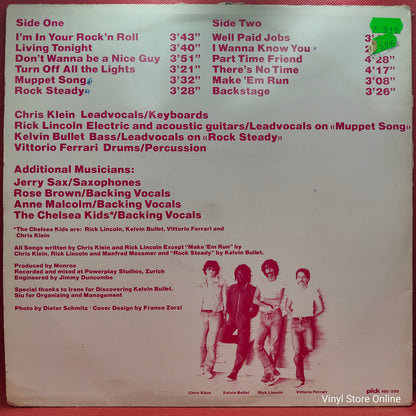 Side One
I'm In Your Rock'n Roll 3'43"
Living Tonight 3'40"
Don't Wanna be a Nice Guy 3'51"
Turn Off All the Lights 3'21"
Muppet Song 3'32"
Rock Steady 3'28"
Side Two
Well Paid Jobs
I Wanna Know You
Part Time Friend 4'28"
There's No Time 4'17"
Make 'Em Run 3'08"
Backstage 3'26"
Chris Klein Leadvocals/Keyboards
Rick Lincoln Electric and acoustic guitars/Leadvocals on «Muppet Song»
Kelvin Bullet Bass/Leadvocals on «Rock Steady»
Vittorio Ferrari Drums/Percussion
Additional Musicians:
Jerry Sax/Saxophones
Rose Brown/Backing Vocals
Anne Malcolm/Backing Vocals
The Chelsea Kids*/Backing Vocals
*The Chelsea Kids are: Rick Lincoln, Kelvin Bullet, Vittorio Ferrari and
Chris Klein
All Songs written by Chris Klein and Rick Lincoln Except "Make 'Em Run" by
Chris Klein, Rick Lincoln and Manfred Messmer and "Rock Steady" by Kelvin Bullet.
Produced by Monroe
Recorded and mixed at Powerplay Studios, Zurich
Engineered by Jimmy Duncombe
Special thanks to Irene for Discovering Kelvin Bullet.
Siu for Organizing and Management
Photo by Dieter Schmitz · Cover Design by Franco Zorzi
Chris Klein Kelvin Bullet Rick Lincoln Vittorio Ferrari
pick 100-250
Vinyl Store Online